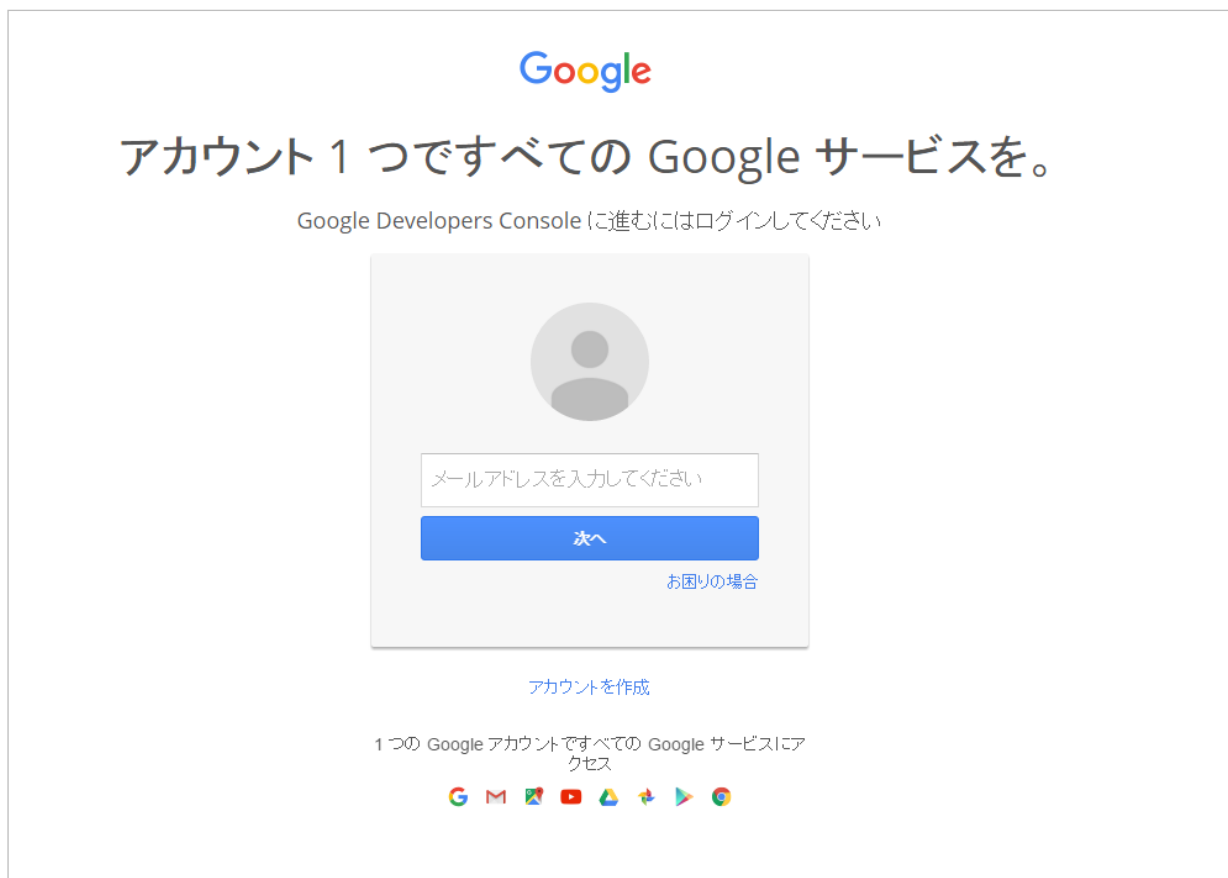 Google
アカウント 1 つですべての Google サービスを。
Google Developers Console に進むにはログインしてください
メールアドレスを入力してください
次へ
お困りの場合
アカウントを作成
1 つの Google アカウントですべての Google サービスにア
クセス